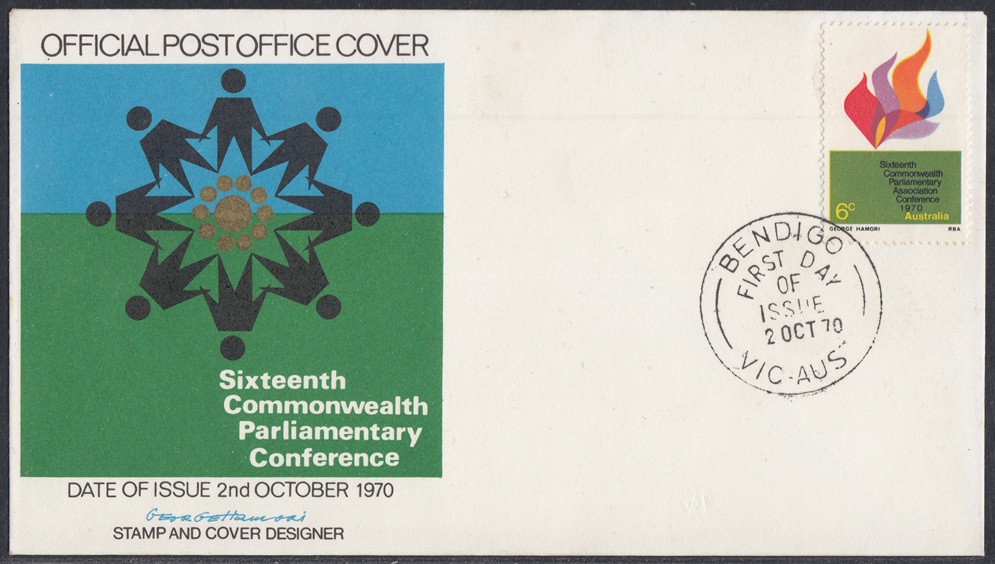 OFFICIAL POST OFFICE COVER
Sixteenth
Commonwealth
Parliamentary
Conference
DATE OF ISSUE 2nd OCTOBER 1970
George Hamori
STAMP AND COVER DESIGNER
Sixteenth
Commonwealth
Parliamentary
Association
Conference
1970
6c Australia
GEORGE HAMORI RBA
BENDIGO
FIRST DAY
OF
ISSUE
2 OCT 70
VIC-AUS